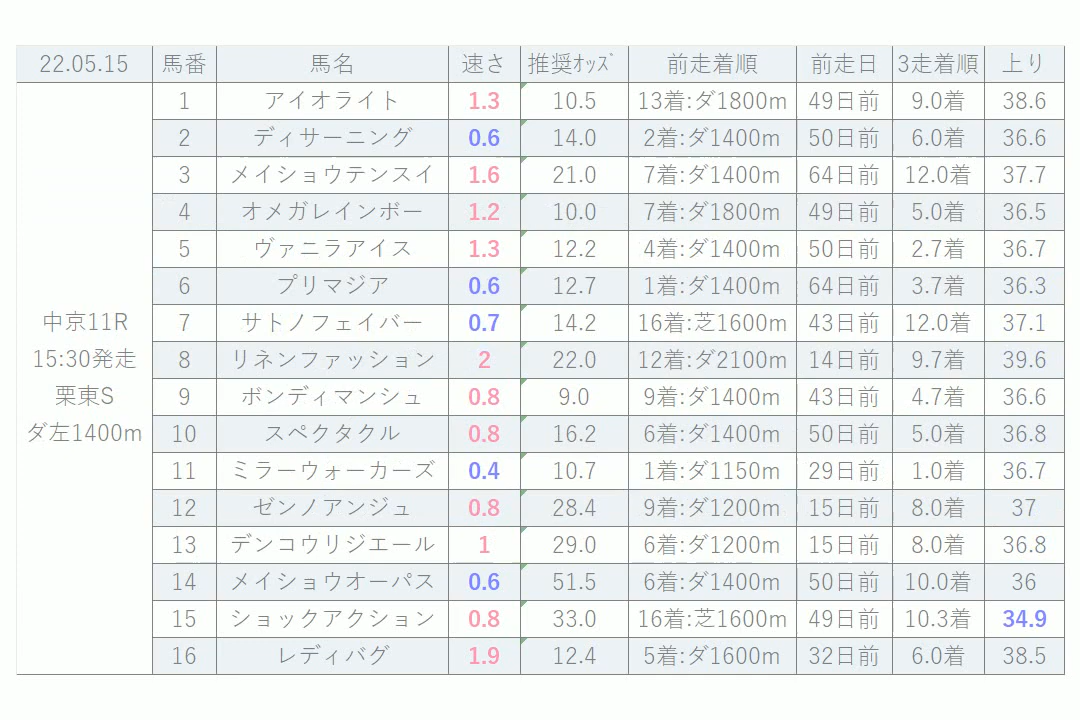 22.05.15 馬番 馬名 速さ 推奨ｵｯｽﾞ 前走着順 前走日 3走着順 上り
中京11R
15:30発走
栗東S
ダ左1400m
1 アイオライト 1.3 10.5 13着:ダ1800m 49日前 9.0着 38.6
2 ディサーニング 0.6 14.0 2着:ダ1400m 50日前 6.0着 36.6
3 メイショウテンスイ 1.6 21.0 7着:ダ1400m 64日前 12.0着 37.7
4 オメガレインボー 1.2 10.0 7着:ダ1800m 49日前 5.0着 36.5
5 ヴァニラアイス 1.3 12.2 4着:ダ1400m 50日前 2.7着 36.7
6 プリマジア 0.6 12.7 1着:ダ1400m 64日前 3.7着 36.3
7 サトノフェイバー 0.7 14.2 16着:芝1600m 43日前 12.0着 37.1
8 リネンファッション 2 22.0 12着:ダ2100m 14日前 9.7着 39.6
9 ボンディマンシュ 0.8 9.0 9着:ダ1400m 43日前 4.7着 36.6
10 スペクタクル 0.8 16.2 6着:ダ1400m 50日前 5.0着 36.8
11 ミラーウォーカーズ 0.4 10.7 1着:ダ1150m 29日前 1.0着 36.7
12 ゼンノアンジュ 0.8 28.4 9着:ダ1200m 15日前 8.0着 37
13 デンコウリジエール 1 29.0 6着:ダ1200m 15日前 8.0着 36.8
14 メイショウオーパス 0.6 51.5 6着:ダ1400m 50日前 10.0着 36
15 ショックアクション 0.8 33.0 16着:芝1600m 49日前 10.3着 34.9
16 レディバグ 1.9 12.4 5着:ダ1600m 32日前 6.0着 38.5